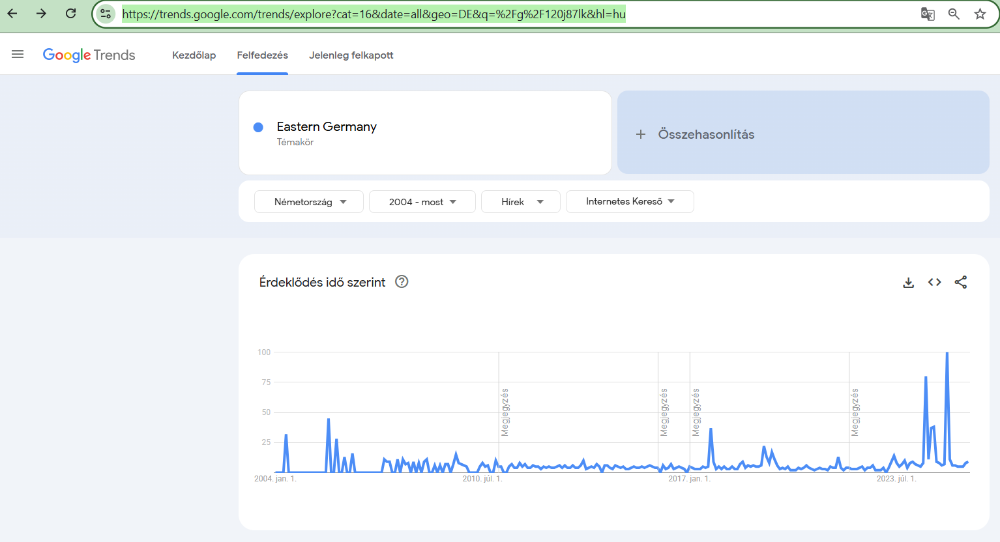 https://trends.google.com/trends/explore?cat=16&date=all&geo=DE&q=%2Fg%2F120j87lk&hl=hu
Google Trends
Kezdőlap
Felfedezés
Jelenleg felkapott
Eastern Germany
Témakör
+ Összehasonlítás
Németország
2004 - most
Hírek
Internetes Kereső
Érdeklődés idő szerint
100
75
50
25
Megjegyzés
Megjegyzés
Megjegyzés
Megjegyzés
2004. jan. 1.
2010. júl. 1.
2017. jan. 1.
2023. júl. 1.